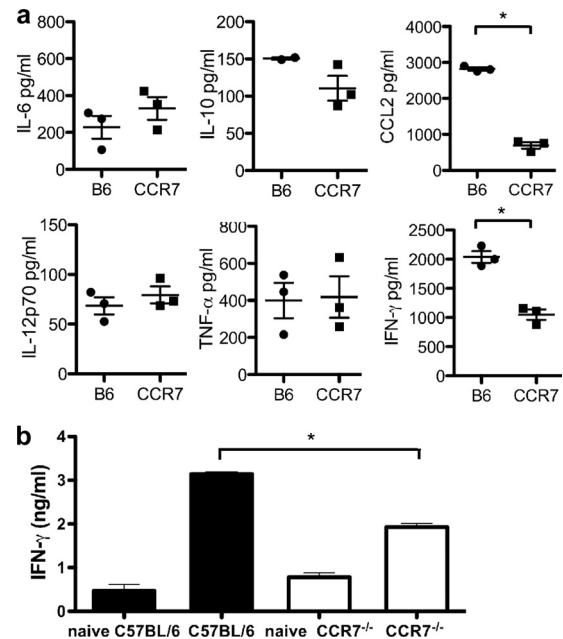 a
IL-6 pg/ml
800
600
400
200
0
B6 CCR7
IL-10 pg/ml
200
150
100
50
0
B6 CCR7
CCL2 pg/ml
4000
3000
2000
1000
0
*
B6 CCR7
IL-12p70 pg/ml
150
100
50
0
B6 CCR7
TNF-α pg/ml
800
600
400
200
0
B6 CCR7
IFN-γ pg/ml
2500
2000
1500
1000
500
0
*
B6 CCR7
b
IFN-γ (ng/ml)
4
3
2
1
0
*
naive C57BL/6 C57BL/6 naive CCR7-/- CCR7-/-